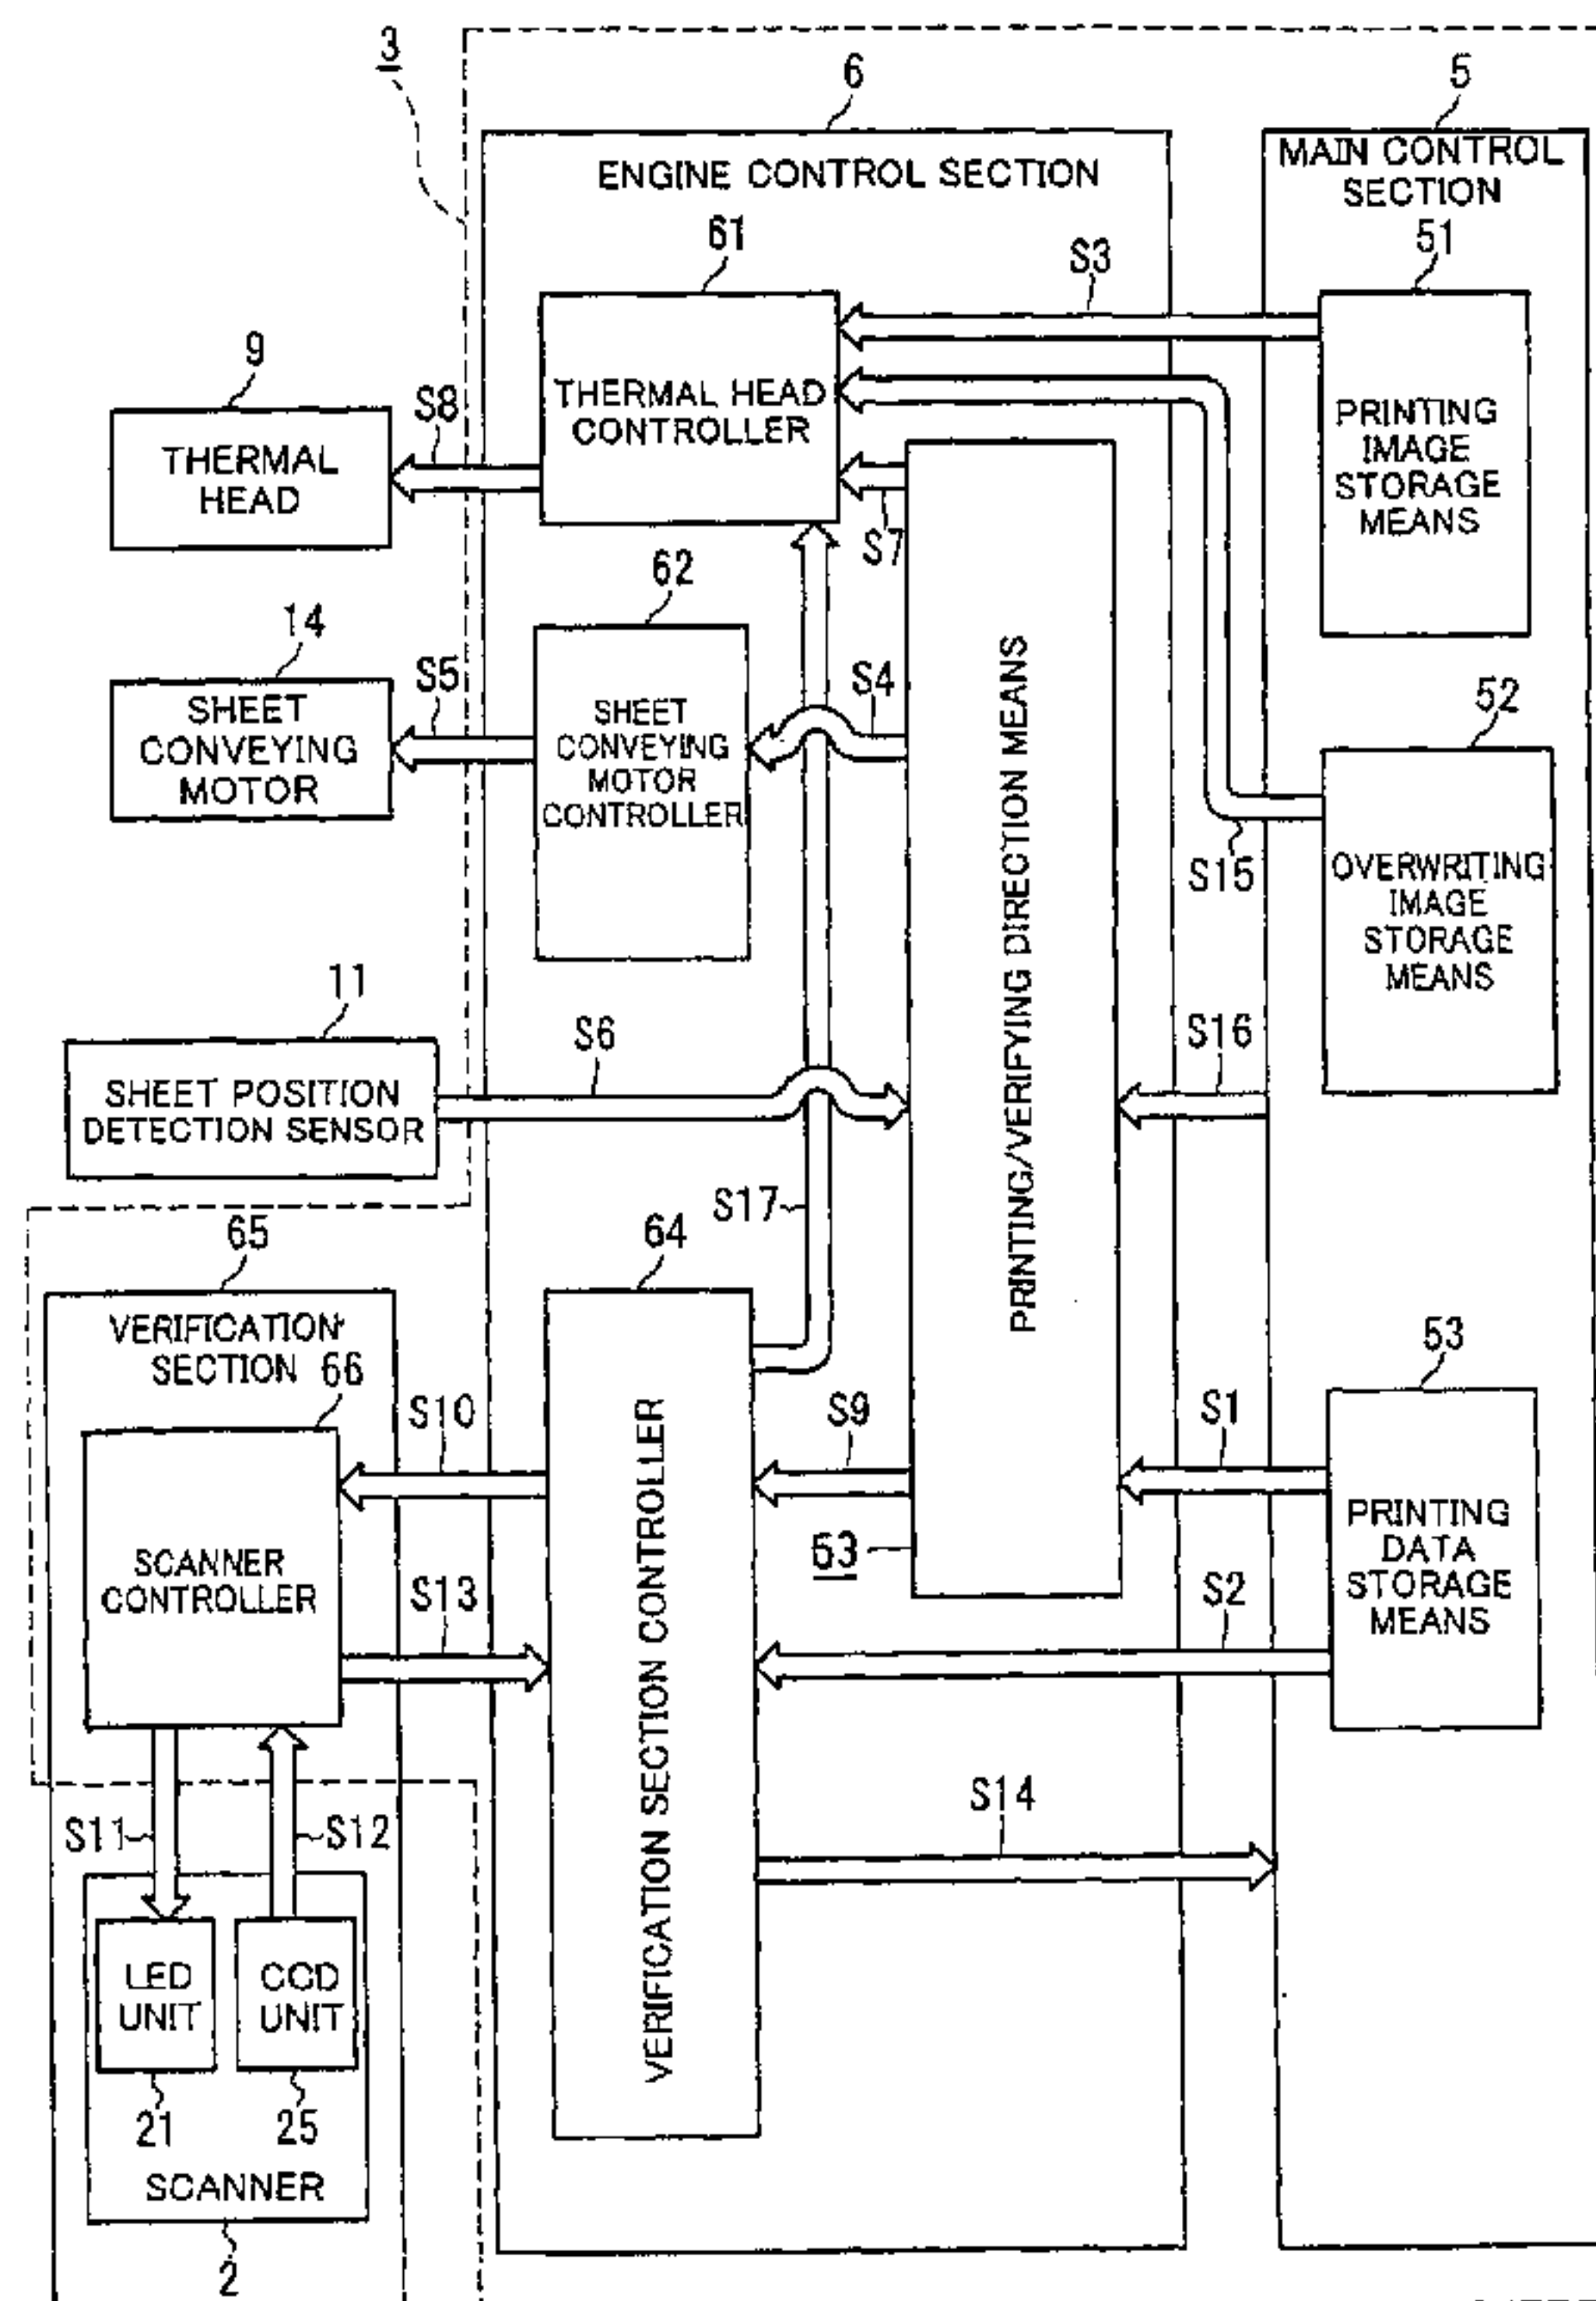 3
6
5
ENGINE CONTROL SECTION
MAIN CONTROL
SECTION
61
S3
51
THERMAL HEAD
CONTROLLER
PRINTING
IMAGE
STORAGE
MEANS
9
S8
THERMAL
HEAD
S7
62
14
S5
SHEET
CONVEYING
MOTOR
SHEET
CONVEYING
MOTOR
CONTROLLER
S4
PRINTING/VERIFYING DIRECTION MEANS
52
S15
OVERWRITING
IMAGE
STORAGE
MEANS
11
S6
S16
SHEET POSITION
DETECTION SENSOR
S17
65
64
VERIFICATION
SECTION
66
S10
S9
S1
53
SCANNER
CONTROLLER
S13
VERIFICATION SECTION CONTROLLER
63
S2
PRINTING
DATA
STORAGE
MEANS
S11
S12
S14
LED
UNIT
CCD
UNIT
21
25
SCANNER
2